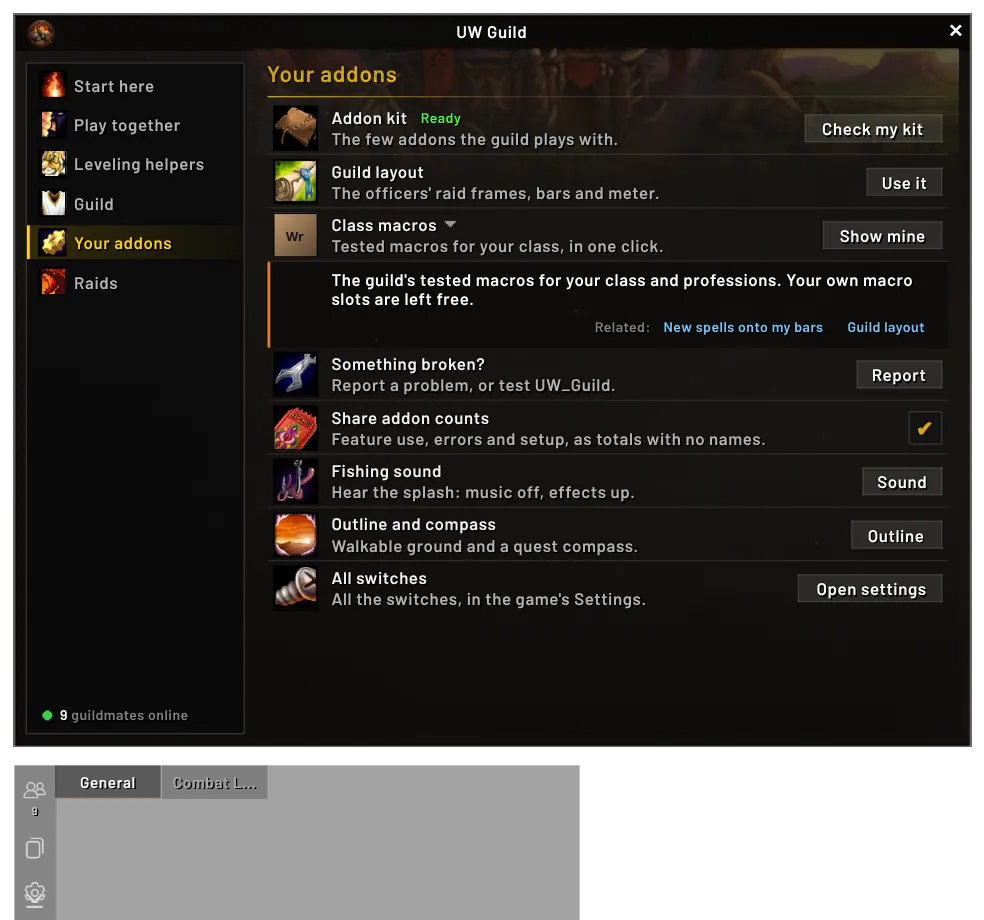 UW Guild
Start here
Play together
Leveling helpers
Guild
Your addons
Raids
9 guildmates online
Your addons
Addon kit Ready
The few addons the guild plays with.
Check my kit
Guild layout
The officers' raid frames, bars and meter.
Use it
Wr
Class macros
Tested macros for your class, in one click.
Show mine
The guild's tested macros for your class and professions. Your own macro
slots are left free.
Related: New spells onto my bars Guild layout
Something broken?
Report a problem, or test UW_Guild.
Report
Share addon counts
Feature use, errors and setup, as totals with no names.
Fishing sound
Hear the splash: music off, effects up.
Sound
Outline and compass
Walkable ground and a quest compass.
Outline
All switches
All the switches, in the game's Settings.
Open settings
General
Combat L...
9